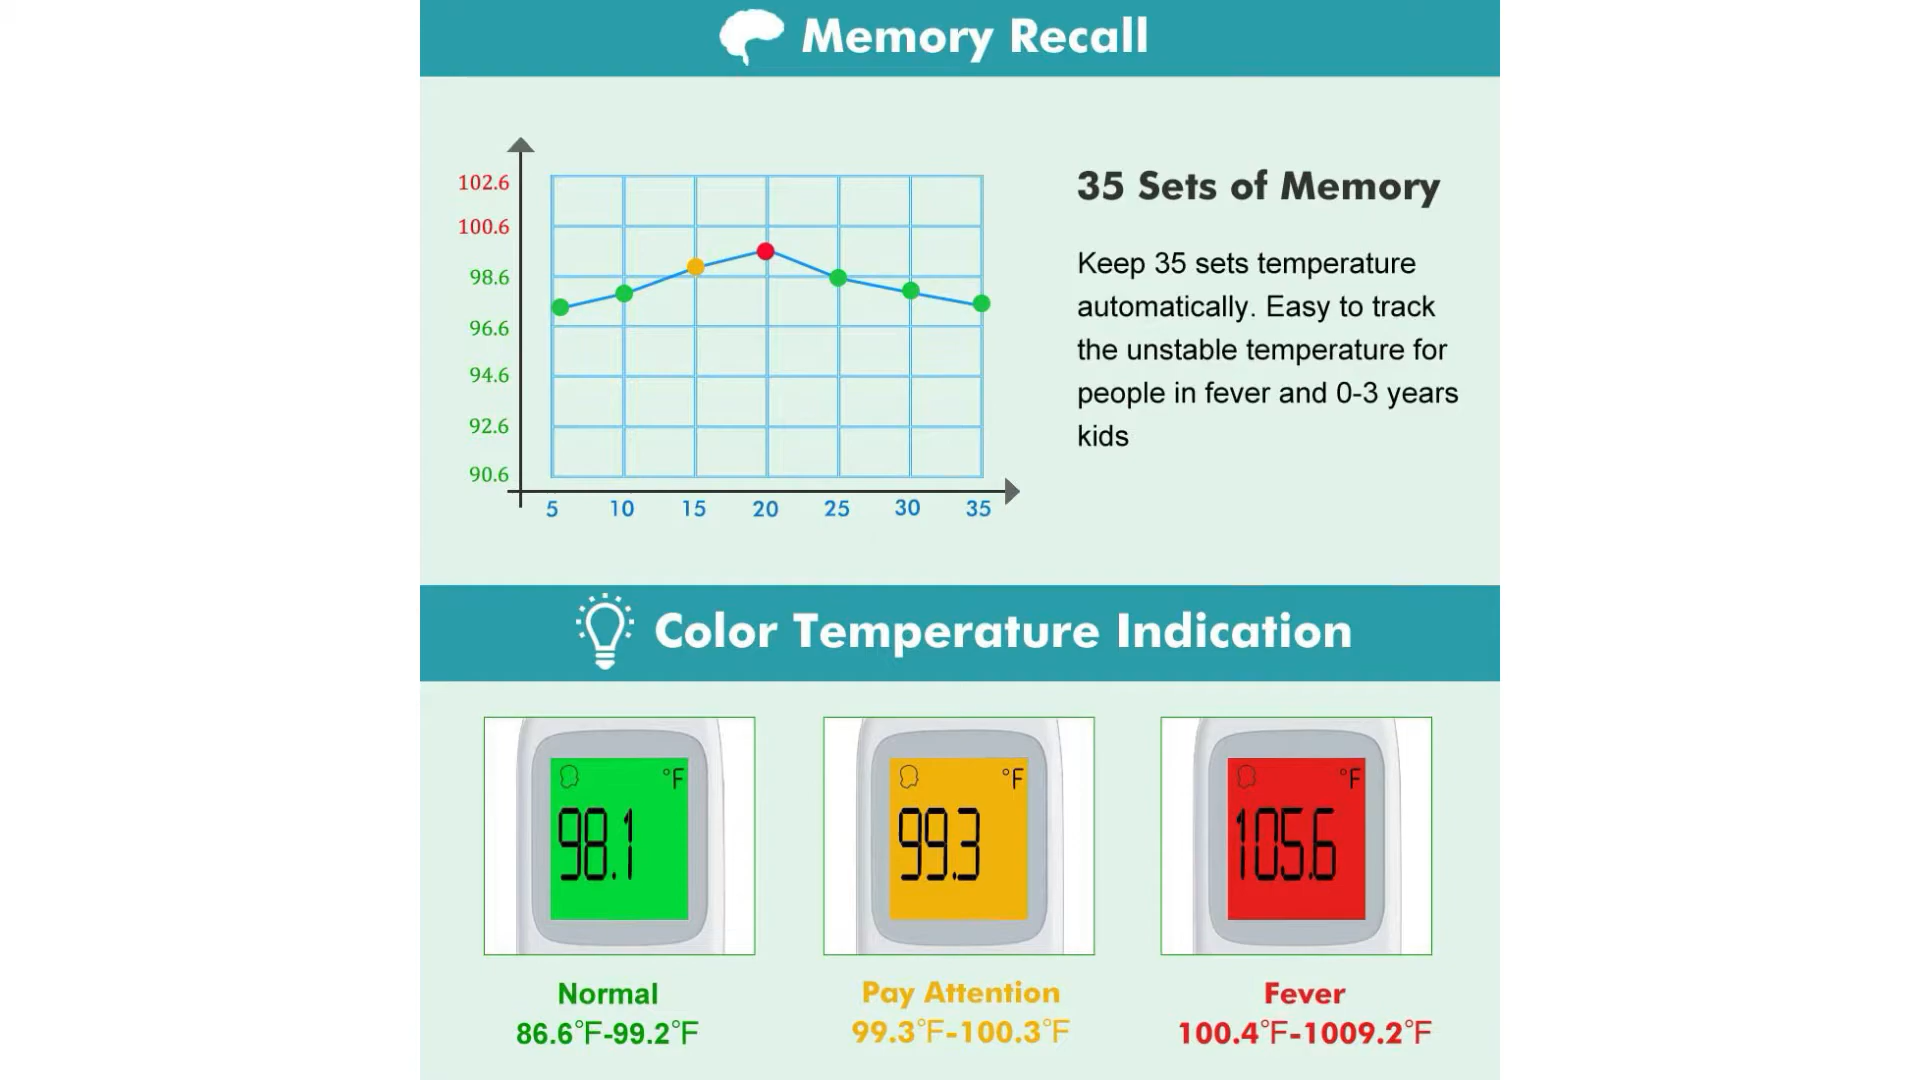 Memory Recall
102.6
100.6
98.6
96.6
94.6
92.6
90.6
5 10 15 20 25 30 35
35 Sets of Memory
Keep 35 sets temperature
automatically. Easy to track
the unstable temperature for
people in fever and 0-3 years
kids
Color Temperature Indication
°F
98.1
°F
99.3
°F
105.6
Normal
86.6°F-99.2°F
Pay Attention
99.3°F-100.3°F
Fever
100.4°F-1009.2°F